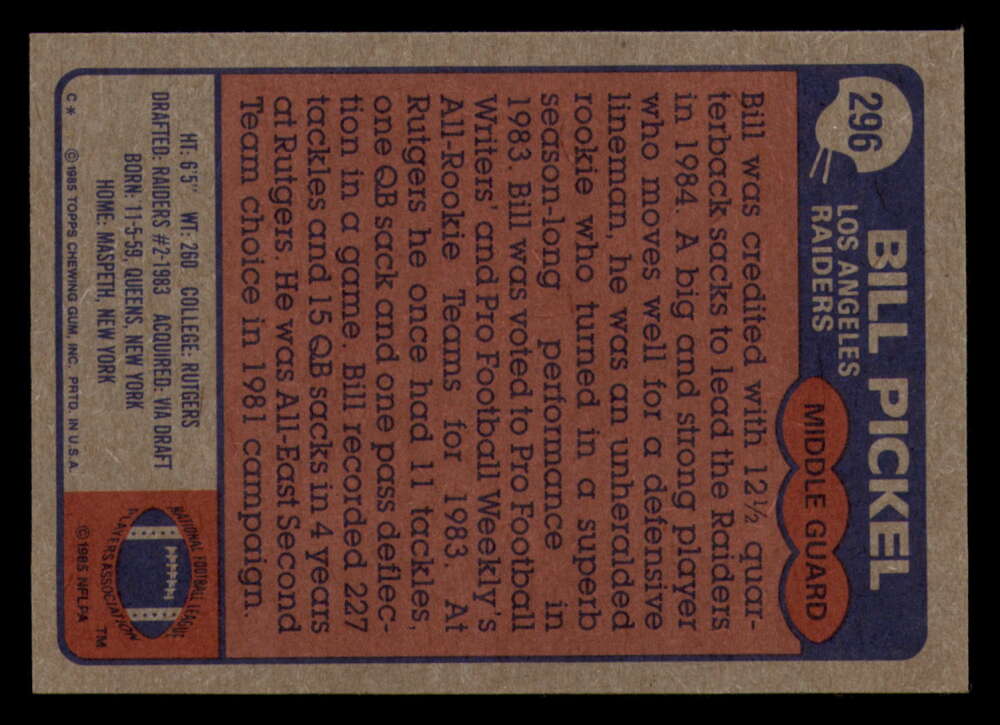 296
BILL PICKEL
LOS ANGELES
RAIDERS
MIDDLE GUARD
Bill was credited with 12½ quar-
terback sacks to lead the Raiders
in 1984. A big and strong player
who moves well for a defensive
lineman, he was an unheralded
rookie who turned in a superb
season-long performance in
1983. Bill was voted to Pro Football
Writers' and Pro Football Weekly's
All-Rookie Teams for 1983. At
Rutgers he once had 11 tackles,
one QB sack and one pass deflec-
tion in a game. Bill recorded 227
tackles and 15 QB sacks in 4 years
at Rutgers. He was All-East Second
Team choice in 1981 campaign.
HT: 6'5" WT: 260 COLLEGE: RUTGERS
DRAFTED: RAIDERS #2-1983 ACQUIRED: VIA DRAFT
BORN: 11-5-59, QUEENS, NEW YORK
HOME: MASPETH, NEW YORK
C* © 1985 TOPPS CHEWING GUM, INC. PRTD. IN U.S.A.
NATIONAL FOOTBALL LEAGUE
PLAYERS ASSOCIATION
TM
© 1985 NFLPA